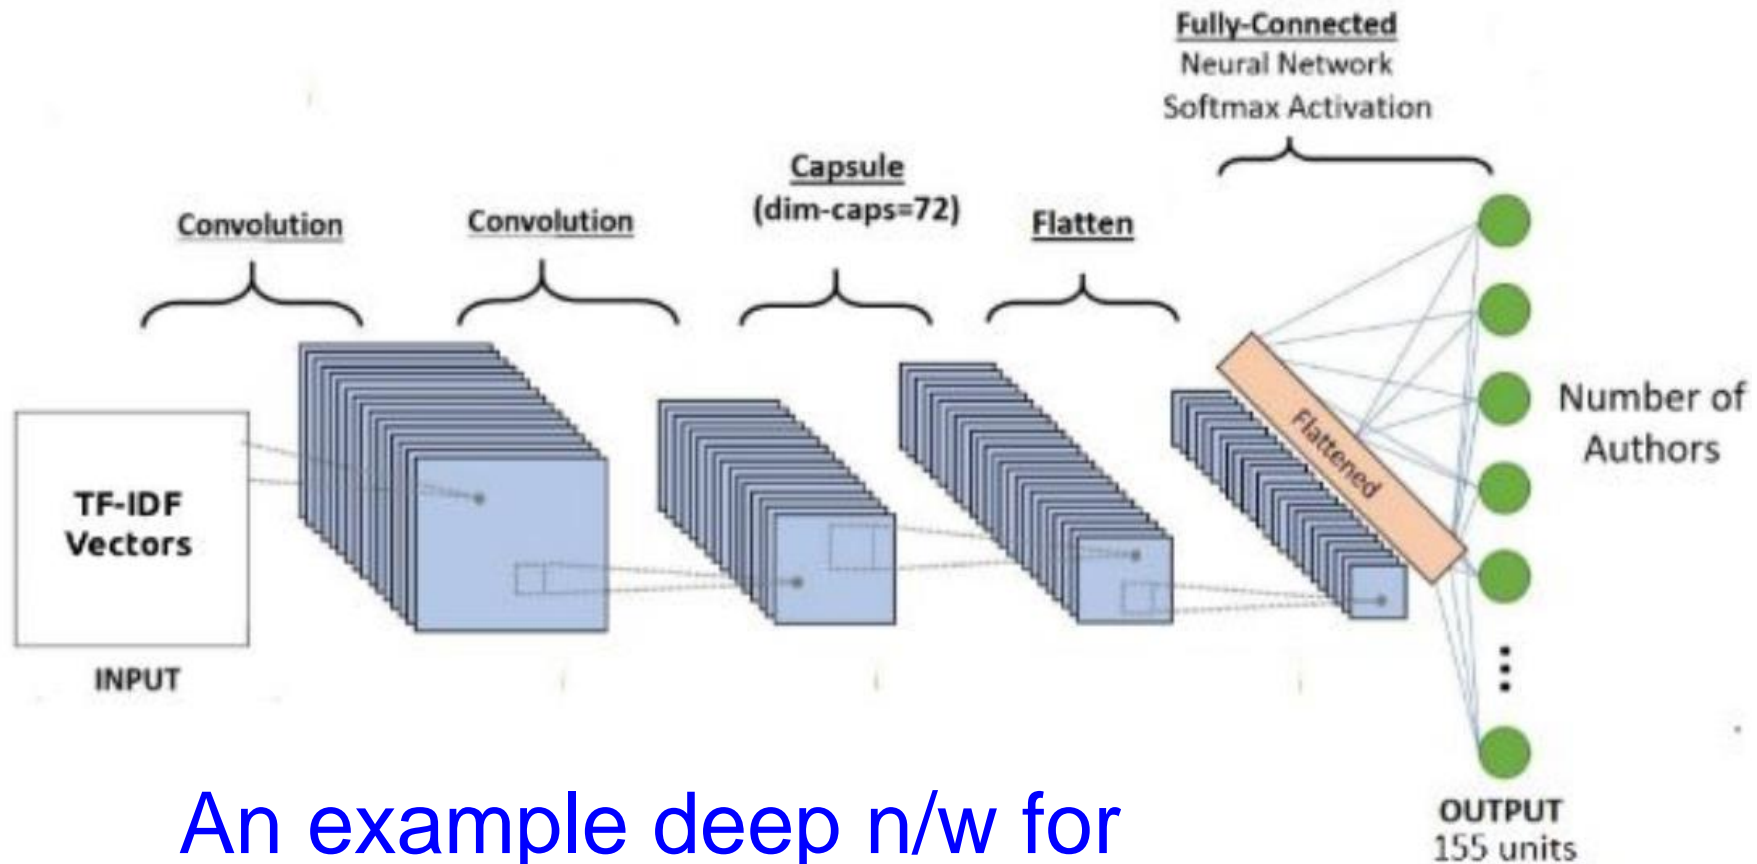 Fully-Connected
Neural Network
Softmax Activation
Capsule
(dim-caps=72)
Convolution
Convolution
Flatten
TF-IDF
Vectors
INPUT
Flattened
Number of
Authors
OUTPUT
155 units
An example deep n/w for